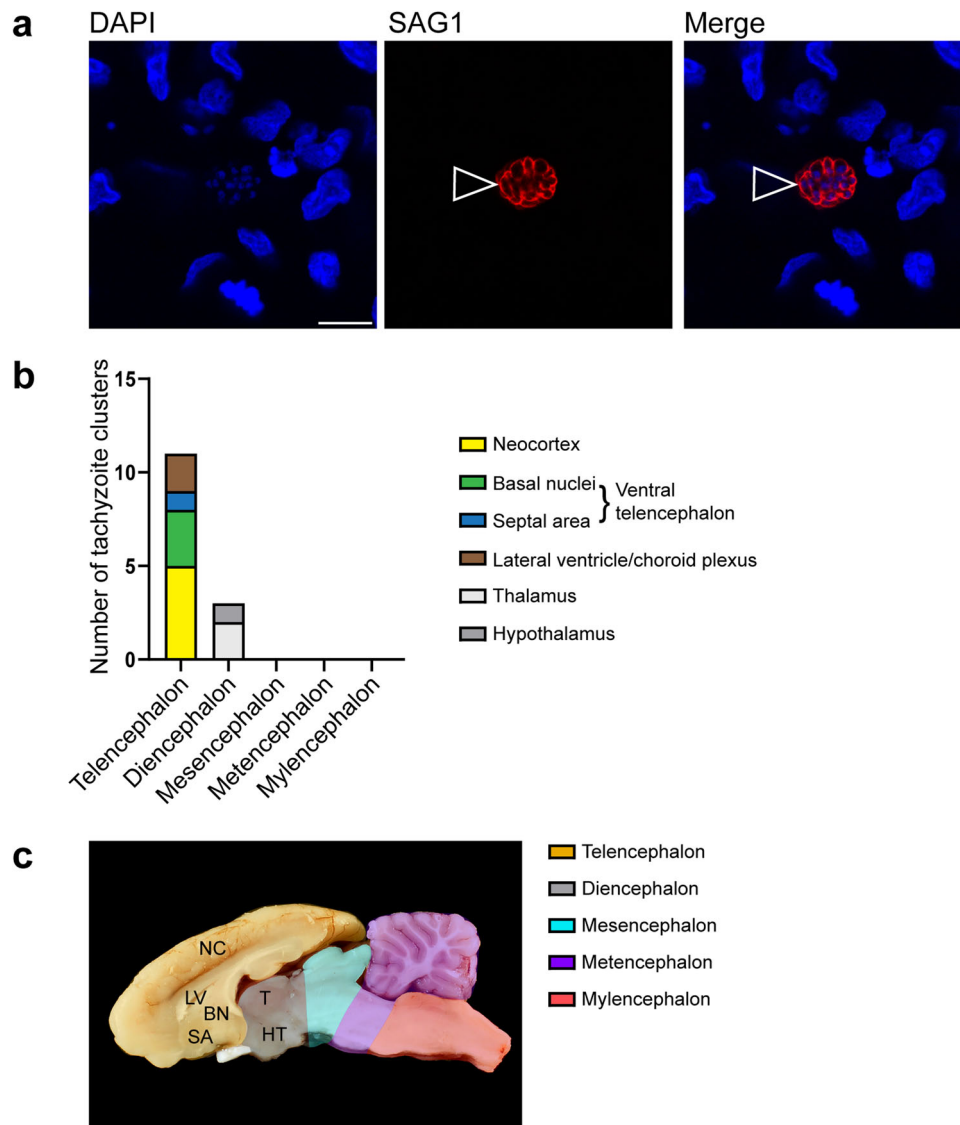 a
DAPI
SAG1
Merge
b
Number of tachyzoite clusters
15
10
5
0
Telencephalon
Diencephalon
Mesencephalon
Metencephalon
Mylencephalon
Neocortex
Basal nuclei
Septal area
} Ventral
telencephalon
Lateral ventricle/choroid plexus
Thalamus
Hypothalamus
c
NC
LV
BN
SA
T
HT
Telencephalon
Diencephalon
Mesencephalon
Metencephalon
Mylencephalon